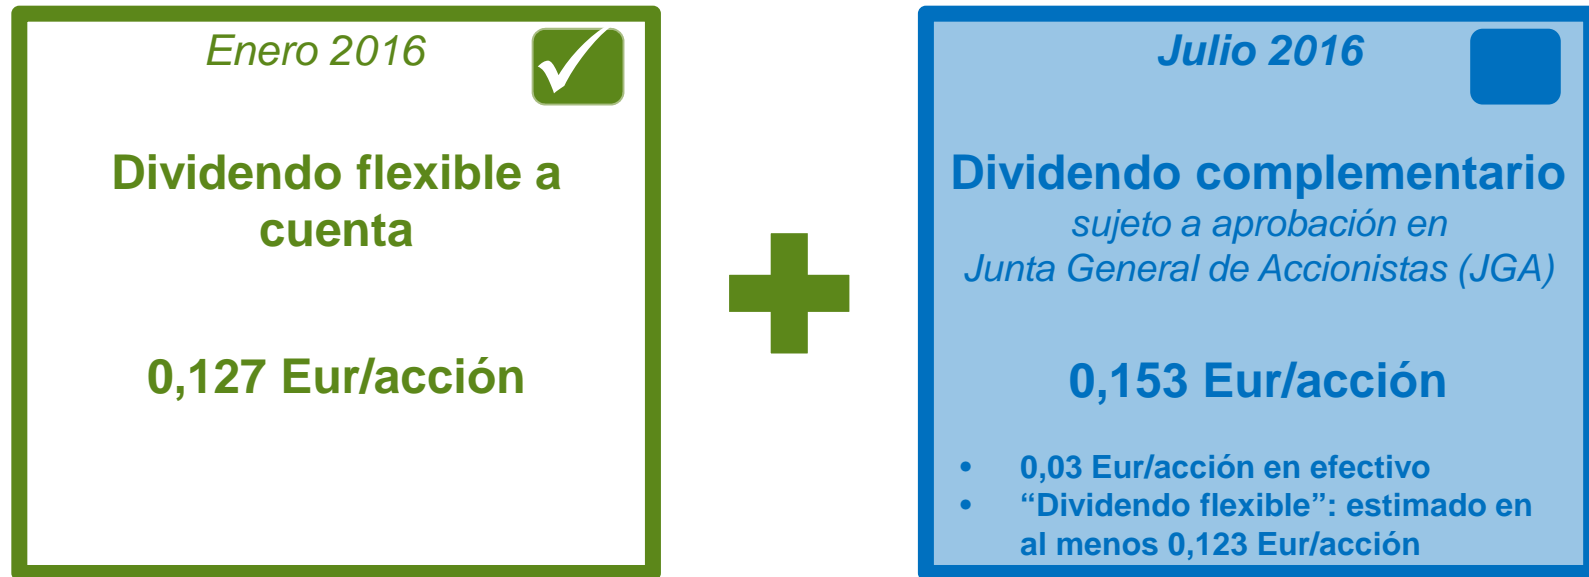 Enero 2016
Dividendo flexible a
cuenta
0,127 Eur/acción
Julio 2016
Dividendo complementario
sujeto a aprobación en
Junta General de Accionistas (JGA)
0,153 Eur/acción
• 0,03 Eur/acción en efectivo
• “Dividendo flexible”: estimado en
al menos 0,123 Eur/acción